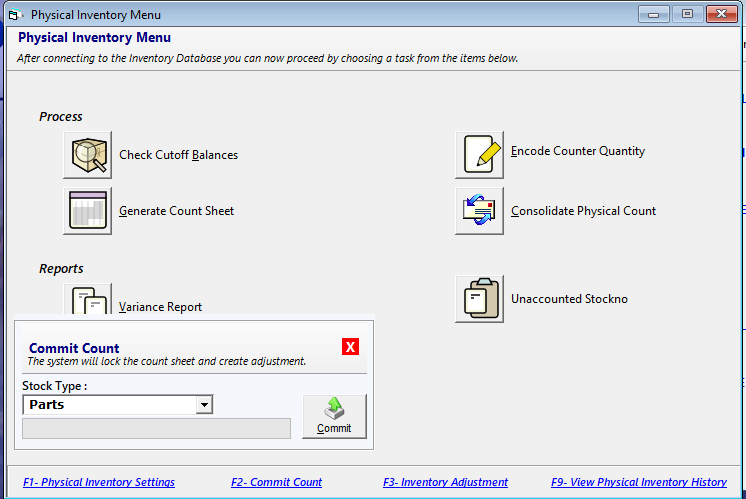 Physical Inventory Menu
Physical Inventory Menu
After connecting to the Inventory Database you can now proceed by choosing a task from the items below.
Process
Check Cutoff Balances
Encode Counter Quantity
Generate Count Sheet
Consolidate Physical Count
Reports
Variance Report
Unaccounted Stockno
Commit Count
X
The system will lock the count sheet and create adjustment.
Stock Type :
Parts
Commit
F1- Physical Inventory Settings
F2- Commit Count
F3- Inventory Adjustment
F9- View Physical Inventory History